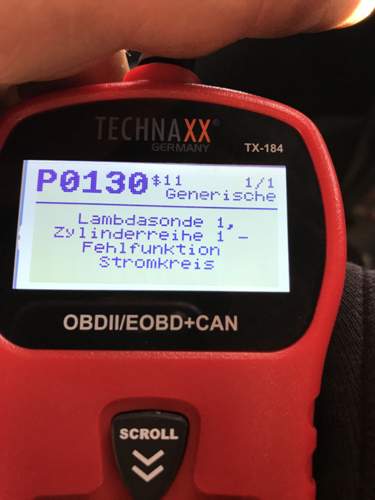 TECHNAXX®
GERMANY
TX-184
P0130 $11 1/1
Generische
Lambdasonde 1,
Zylinderreihe 1 –
Fehlfunktion
Stromkreis
OBDII/EOBD+CAN
SCROLL